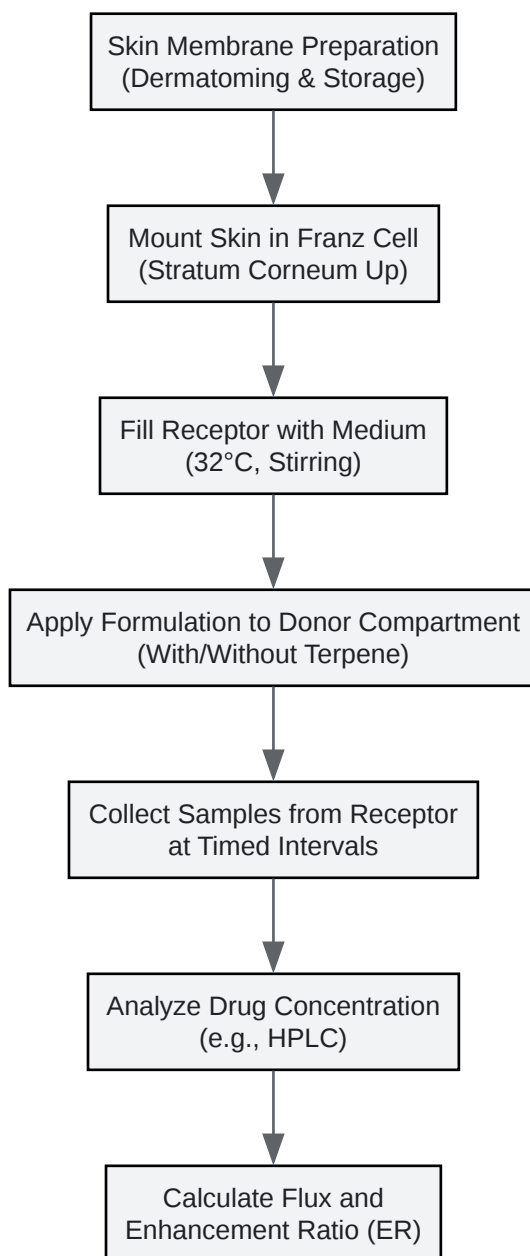 Skin Membrane Preparation
(Dermatoming & Storage)
Mount Skin in Franz Cell
(Stratum Corneum Up)
Fill Receptor with Medium
(32°C, Stirring)
Apply Formulation to Donor Compartment
(With/Without Terpene)
Collect Samples from Receptor
at Timed Intervals
Analyze Drug Concentration
(e.g., HPLC)
Calculate Flux and
Enhancement Ratio (ER)